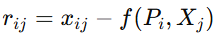 r_{ij} = x_{ij} − f(P_i, X_j)